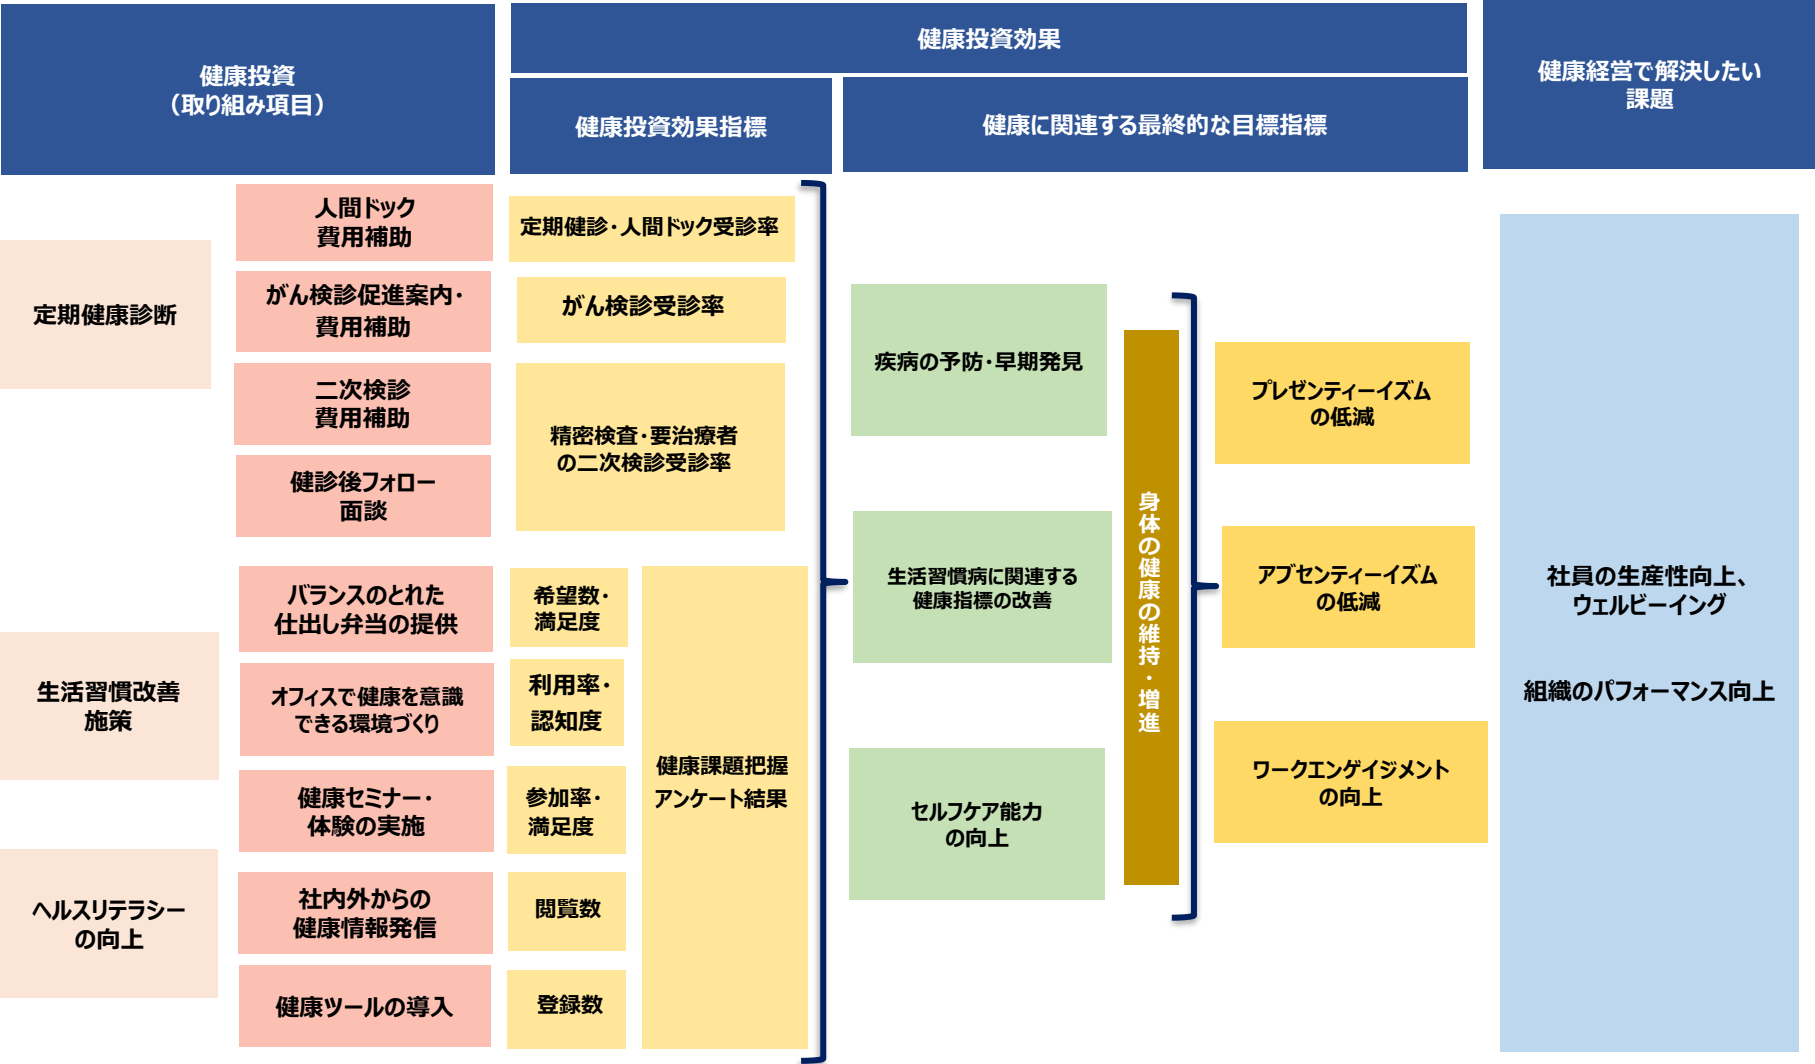 健康投資
（取り組み項目）
健康投資効果
健康投資効果指標
健康に関連する最終的な目標指標
健康経営で解決したい
課題
定期健康診断
人間ドック
費用補助
がん検診促進案内・
費用補助
二次検診
費用補助
健診後フォロー
面談
定期健診・人間ドック受診率
がん検診受診率
精密検査・要治療者
の二次検診受診率
生活習慣改善
施策
バランスのとれた
仕出し弁当の提供
オフィスで健康を意識
できる環境づくり
健康セミナー・
体験の実施
希望数・
満足度
利用率・
認知度
参加率・
満足度
ヘルスリテラシー
の向上
社内外からの
健康情報発信
健康ツールの導入
閲覧数
登録数
健康課題把握
アンケート結果
疾病の予防・早期発見
生活習慣病に関連する
健康指標の改善
セルフケア能力
の向上
身体の健康の維持・増進
プレゼンティーイズム
の低減
アブセンティーイズム
の低減
ワークエンゲイジメント
の向上
社員の生産性向上、
ウェルビーイング
組織のパフォーマンス向上